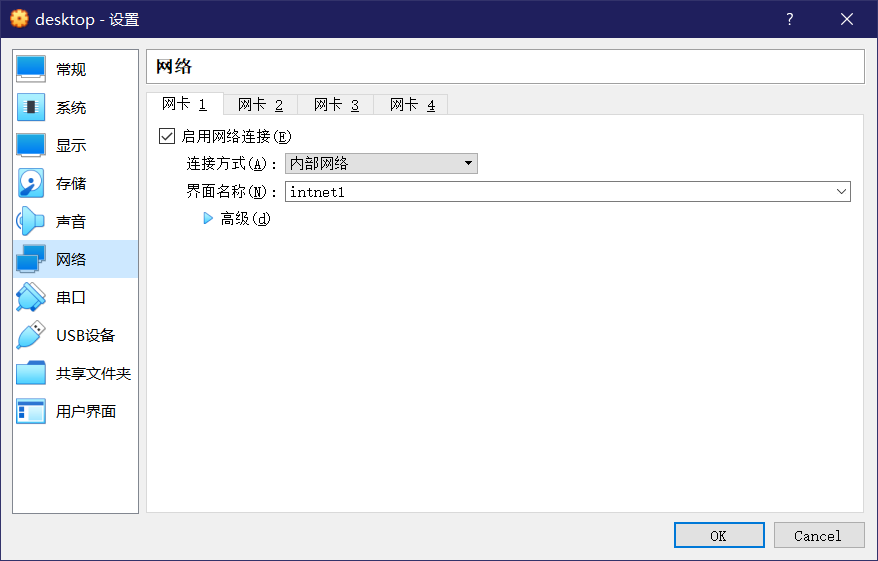 desktop - 设置
常规
系统
显示
存储
声音
网络
串口
USB设备
共享文件夹
用户界面
网络
网卡 1 网卡 2 网卡 3 网卡 4
启用网络连接(E)
连接方式(A)： 内部网络
界面名称(N)： intnet1
高级(d)
OK Cancel